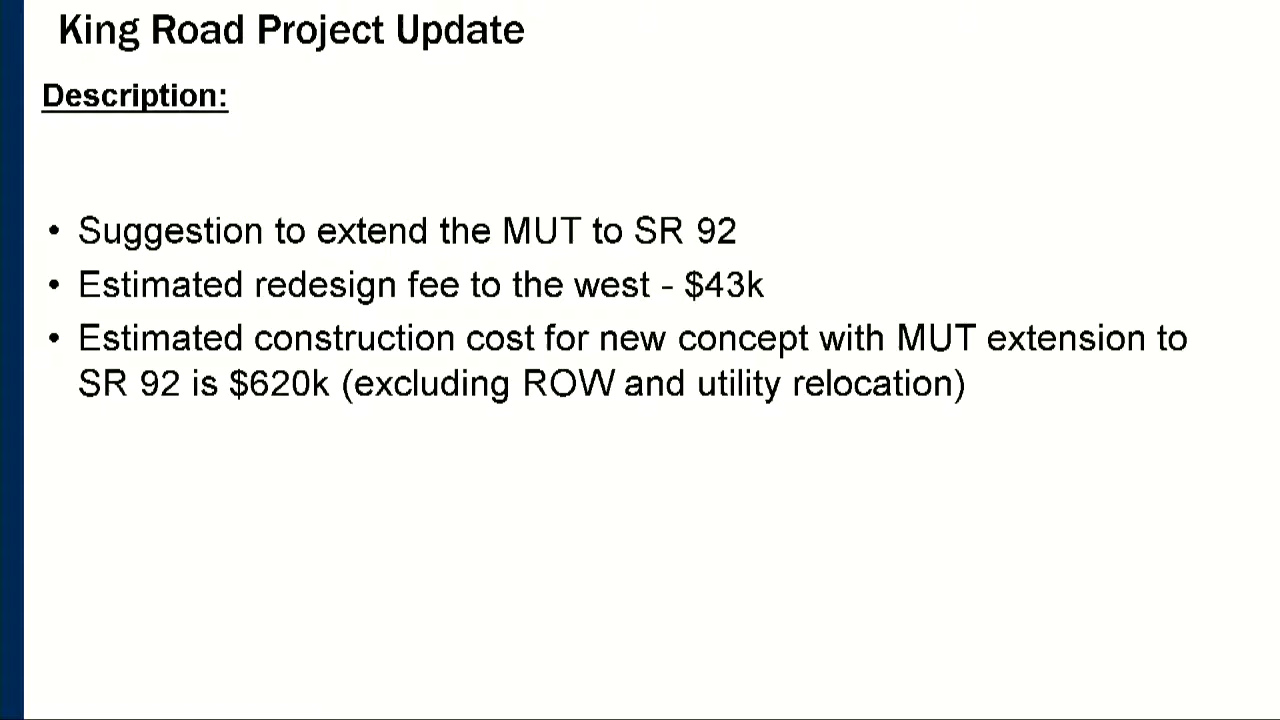 King Road Project Update
Description:
• Suggestion to extend the MUT to SR 92
• Estimated redesign fee to the west - $43k
• Estimated construction cost for new concept with MUT extension to
SR 92 is $620k (excluding ROW and utility relocation)